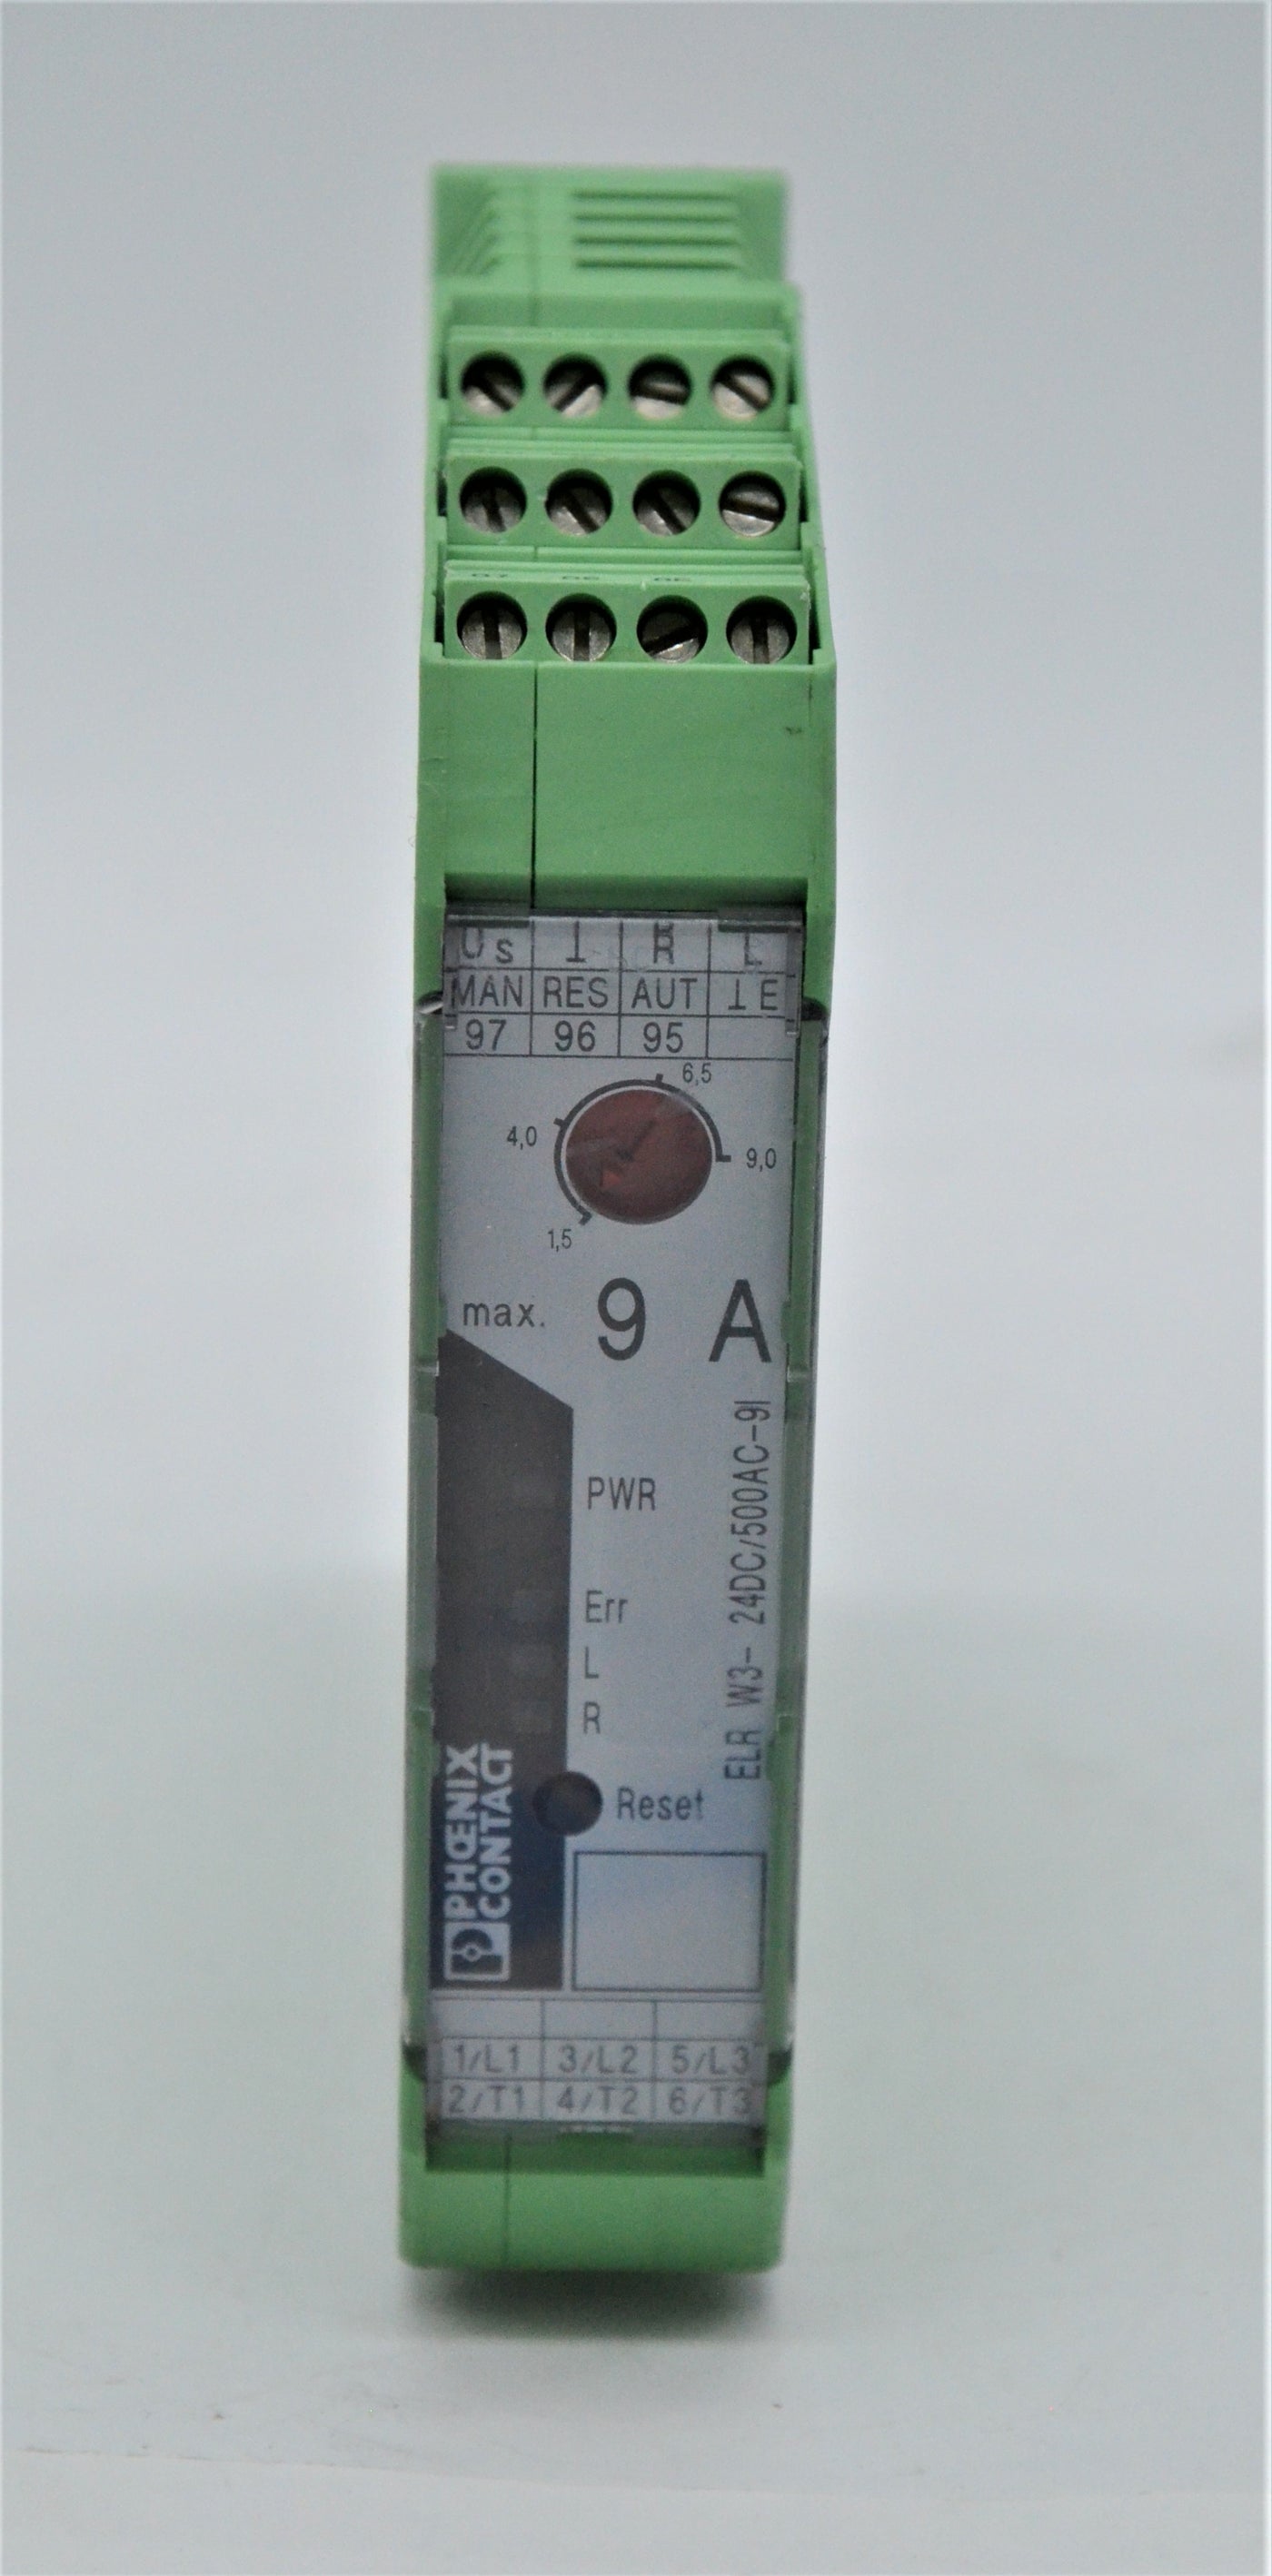 Us ⊥ R L
MAN RES AUT ⊥E
97 96 95
6,5
4,0
9,0
1,5
max. 9 A
PWR
Err
L
R
ELR W3- 24DC/500AC-9I
Reset
PHŒNIX
CONTACT
1/L1 3/L2 5/L3
2/T1 4/T2 6/T3